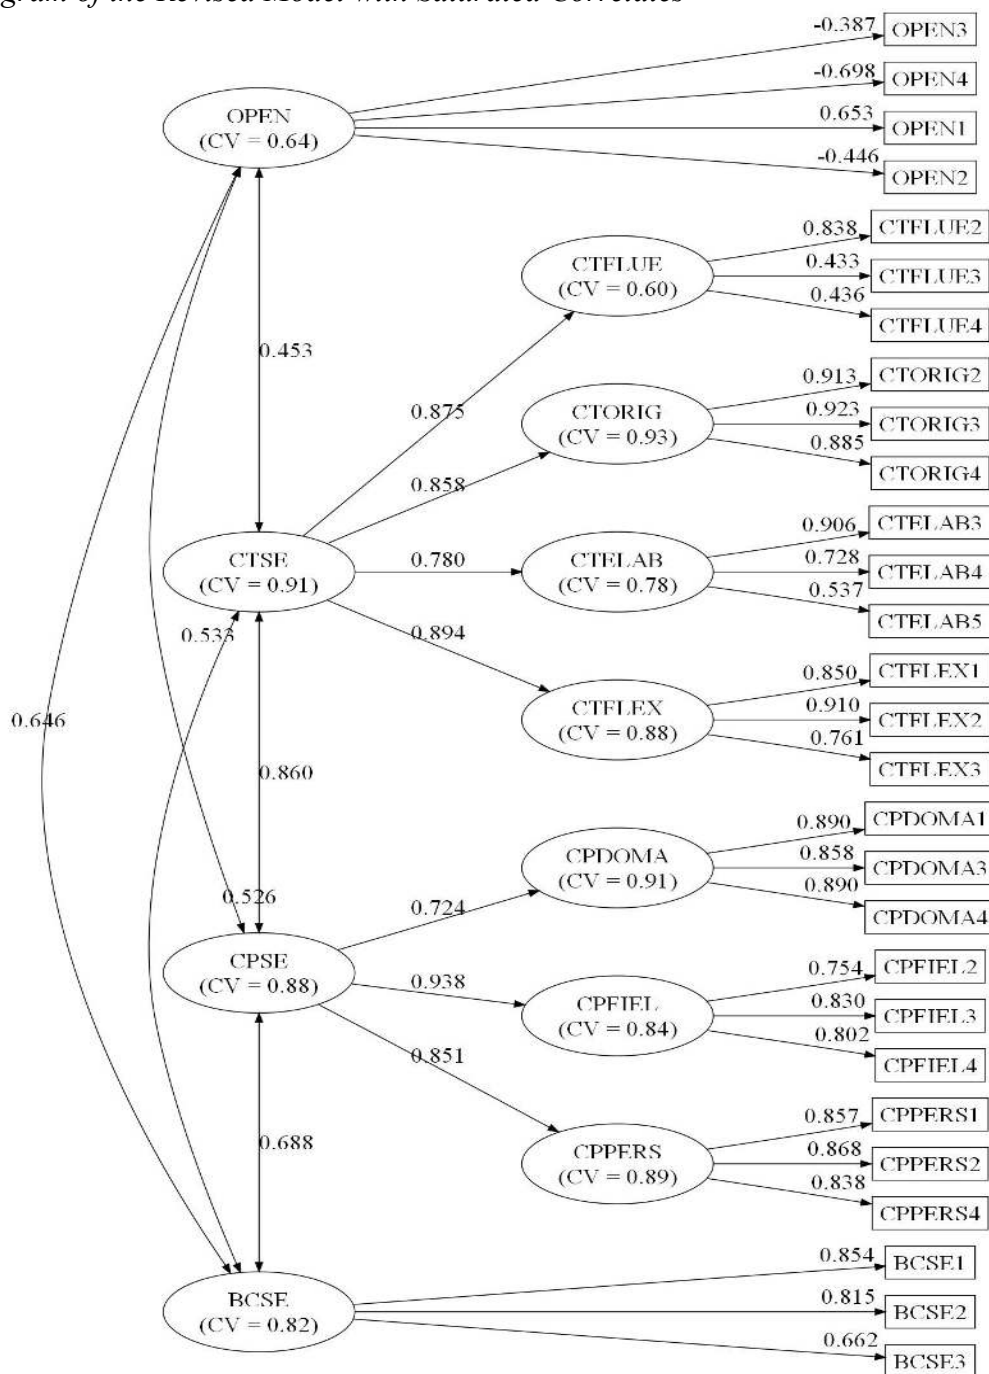 gram of the Revised Model with Saturated Correlates
-0.387
OPEN3
-0.698
OPEN4
OPEN
(CV = 0.64)
0.653
OPEN1
-0.446
OPEN2
0.838
CTFLUE2
CTFLUE
(CV = 0.60)
0.433
CTFLUE3
0.436
CTFLUE4
0.453
0.913
CTORIG2
0.875
CTORIG
(CV = 0.93)
0.923
CTORIG3
0.885
CTORIG4
0.858
0.906
CTELAB3
CTSE
(CV = 0.91)
0.780
CTELAB
(CV = 0.78)
0.728
CTELAB4
0.537
CTELAB5
0.533
0.894
0.850
CTFLEX1
0.646
CTFLEX
(CV = 0.88)
0.910
CTFLEX2
0.761
CTFLEX3
0.860
0.890
CPDOMA1
CPDOMA
(CV = 0.91)
0.858
CPDOMA3
0.890
CPDOMA4
0.526
0.724
CPSE
(CV = 0.88)
0.938
0.754
CPFIEL2
CPFIEL
(CV = 0.84)
0.830
CPFIEL3
0.802
CPFIEL4
0.851
0.857
CPPERS1
0.688
CPPERS
(CV = 0.89)
0.868
CPPERS2
0.838
CPPERS4
0.854
BCSE1
BCSE
(CV = 0.82)
0.815
BCSE2
0.662
BCSE3